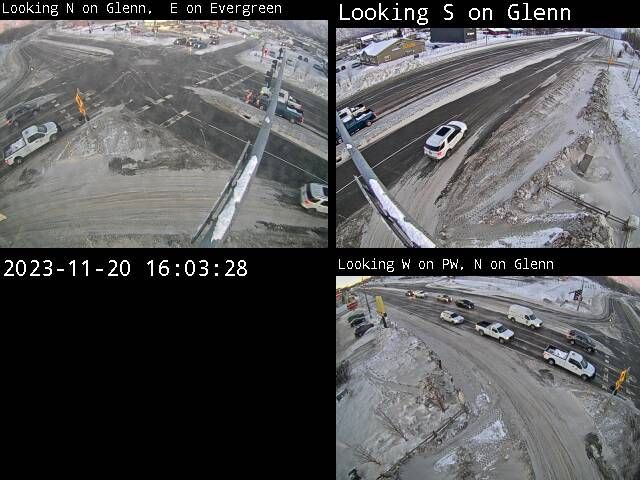 Looking N on Glenn,  E on Evergreen
Looking S on Glenn
2023-11-20 16:03:28
Looking W on PW, N on Glenn